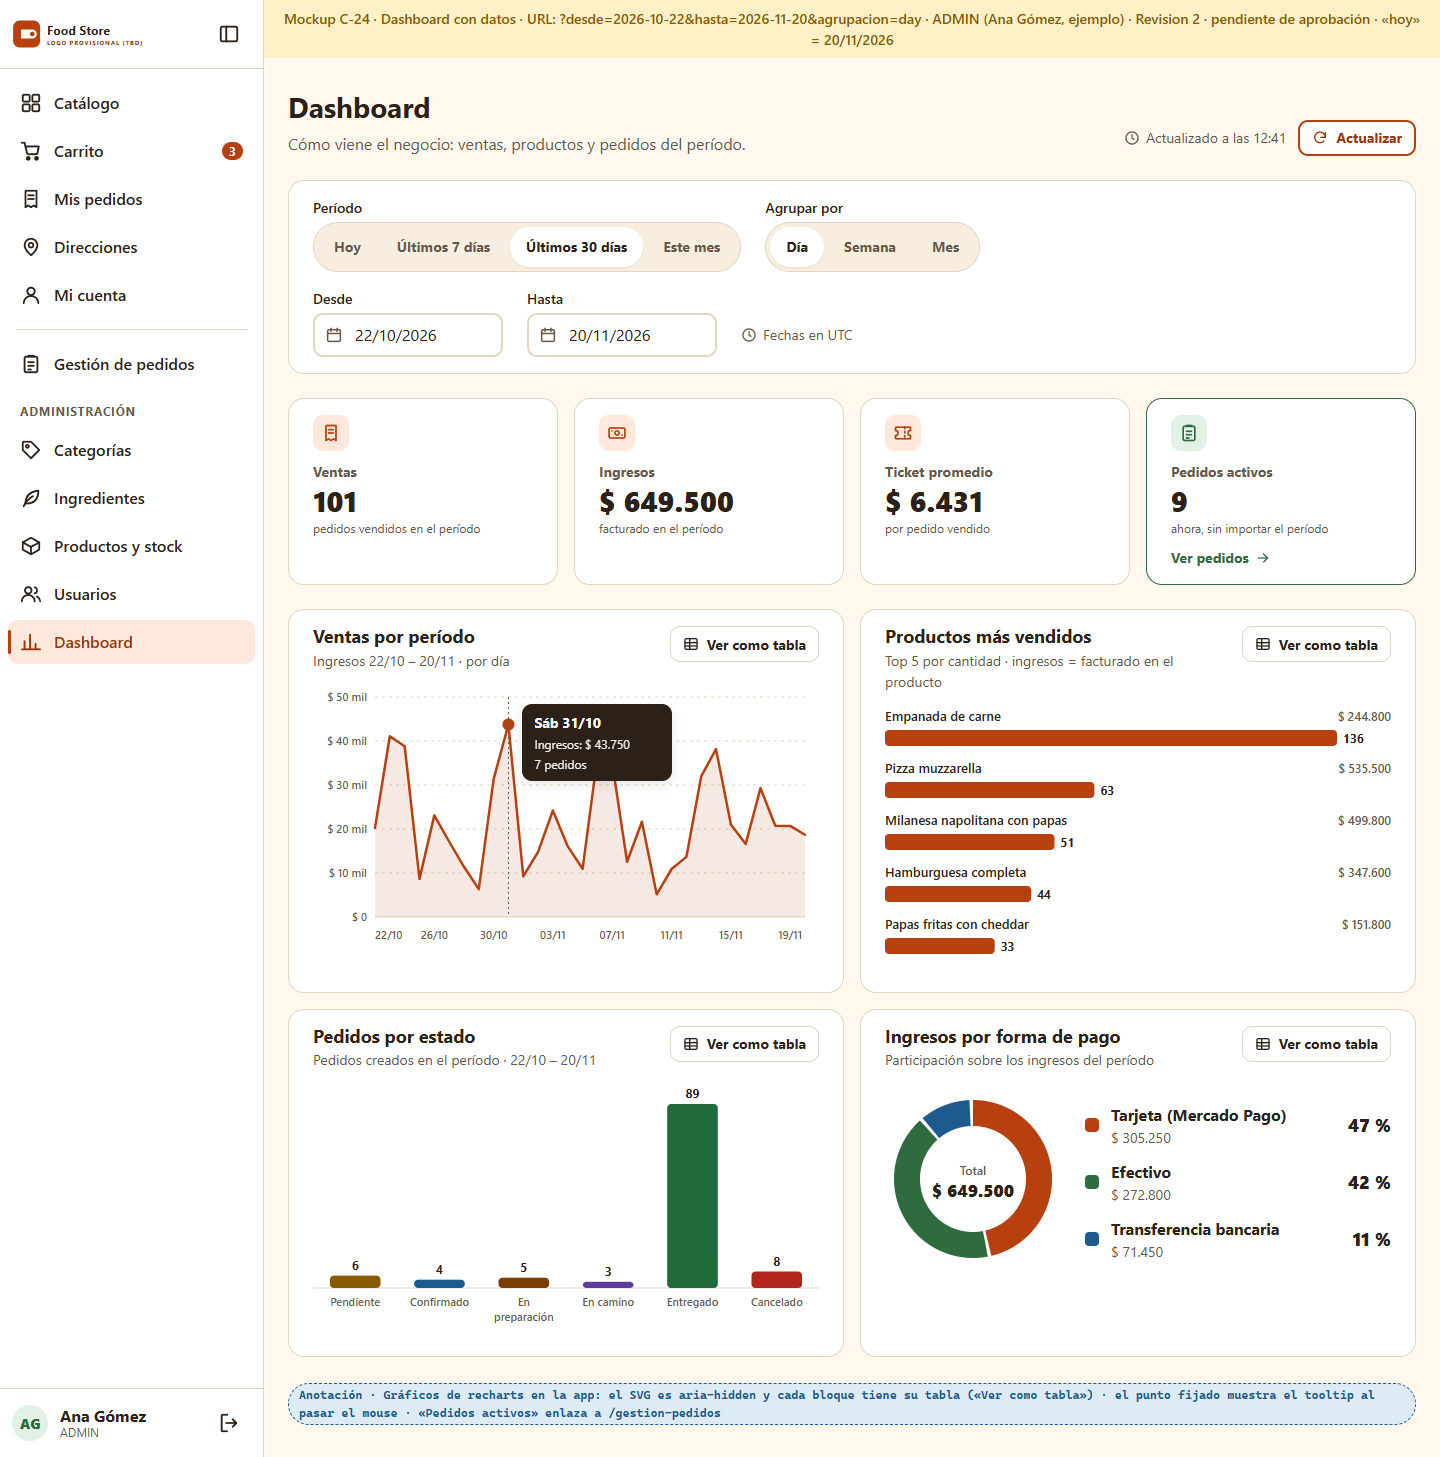 Food Store
LOGO PROVISIONAL (TBD)
Catálogo
Carrito
3
Mis pedidos
Direcciones
Mi cuenta
Gestión de pedidos
ADMINISTRACIÓN
Categorías
Ingredientes
Productos y stock
Usuarios
Dashboard
AG
Ana Gómez
ADMIN
Mockup C-24 · Dashboard con datos · URL: ?desde=2026-10-22&hasta=2026-11-20&agrupacion=day · ADMIN (Ana Gómez, ejemplo) · Revision 2 · pendiente de aprobación · «hoy»
= 20/11/2026
Dashboard
Cómo viene el negocio: ventas, productos y pedidos del período.
Actualizado a las 12:41
Actualizar
Período
Hoy
Últimos 7 días
Últimos 30 días
Este mes
Agrupar por
Día
Semana
Mes
Desde
22/10/2026
Hasta
20/11/2026
Fechas en UTC
Ventas
101
pedidos vendidos en el período
Ingresos
$ 649.500
facturado en el período
Ticket promedio
$ 6.431
por pedido vendido
Pedidos activos
9
ahora, sin importar el período
Ver pedidos →
Ventas por período
Ingresos 22/10 – 20/11 · por día
Ver como tabla
$ 50 mil
$ 40 mil
$ 30 mil
$ 20 mil
$ 10 mil
$ 0
Sáb 31/10
Ingresos: $ 43.750
7 pedidos
22/10
26/10
30/10
03/11
07/11
11/11
15/11
19/11
Productos más vendidos
Top 5 por cantidad · ingresos = facturado en el
producto
Ver como tabla
Empanada de carne
$ 244.800
136
Pizza muzzarella
$ 535.500
63
Milanesa napolitana con papas
$ 499.800
51
Hamburguesa completa
$ 347.600
44
Papas fritas con cheddar
$ 151.800
33
Pedidos por estado
Pedidos creados en el período · 22/10 – 20/11
Ver como tabla
6
4
5
3
89
8
Pendiente
Confirmado
En
preparación
En camino
Entregado
Cancelado
Ingresos por forma de pago
Participación sobre los ingresos del período
Ver como tabla
Total
$ 649.500
Tarjeta (Mercado Pago)
$ 305.250
47 %
Efectivo
$ 272.800
42 %
Transferencia bancaria
$ 71.450
11 %
Anotación · Gráficos de recharts en la app: el SVG es aria-hidden y cada bloque tiene su tabla («Ver como tabla») · el punto fijado muestra el tooltip al
pasar el mouse · «Pedidos activos» enlaza a /gestion-pedidos